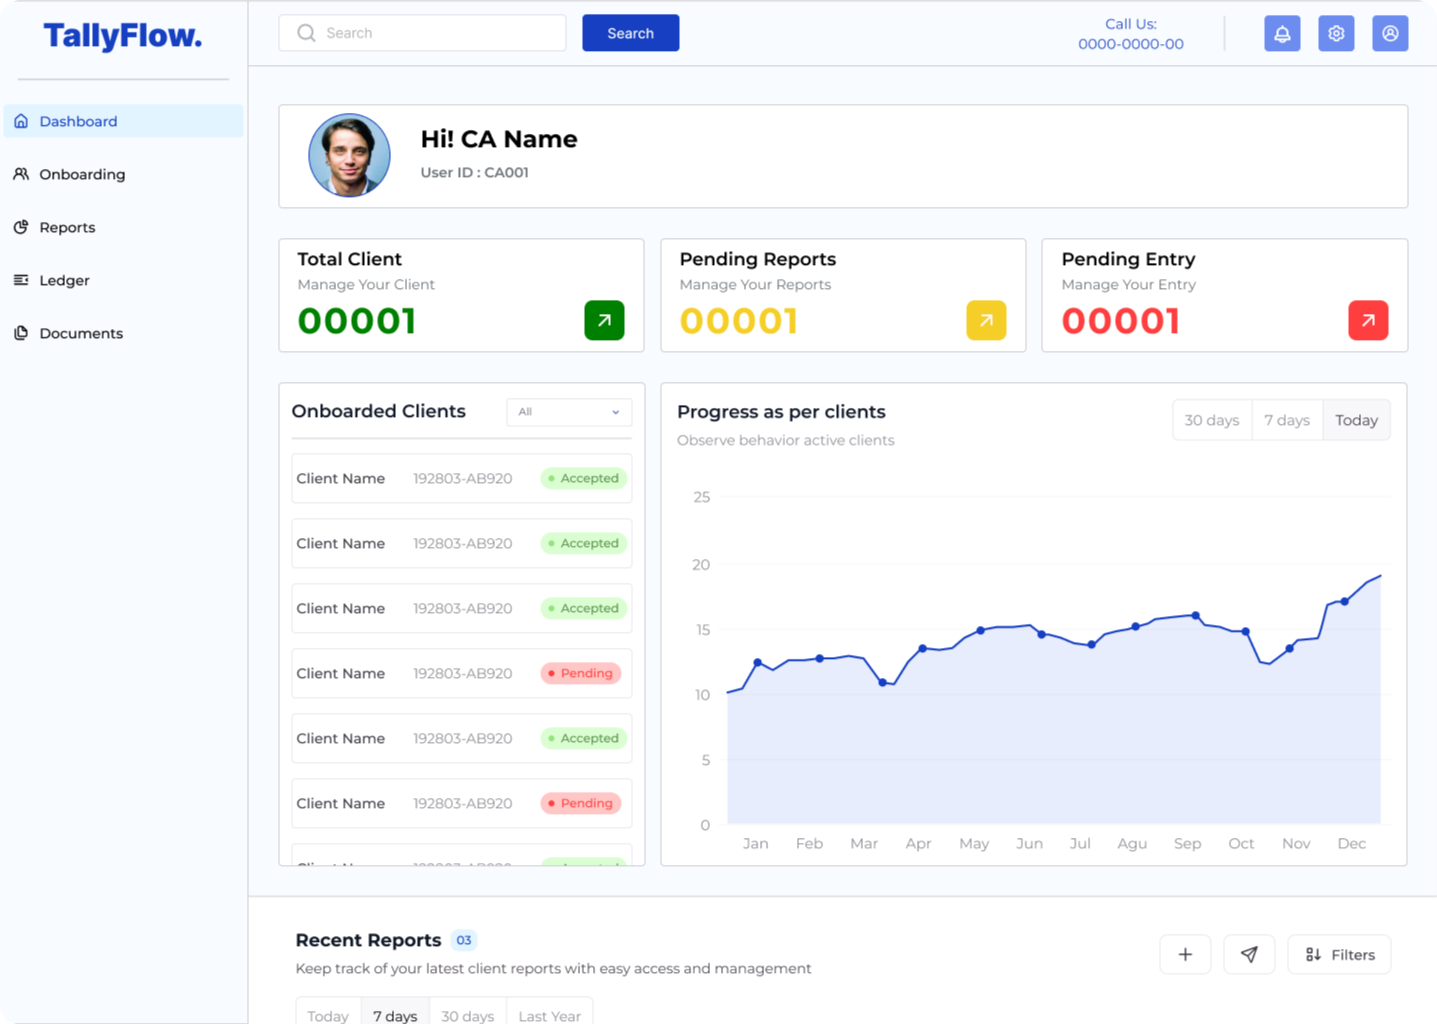 TallyFlow.
Search
Search
Call Us:
0000-0000-00
Dashboard
Onboarding
Reports
Ledger
Documents
Hi! CA Name
User ID : CA001
Total Client
Manage Your Client
00001
Pending Reports
Manage Your Reports
00001
Pending Entry
Manage Your Entry
00001
Onboarded Clients
All
Client Name 192803-AB920 Accepted
Client Name 192803-AB920 Accepted
Client Name 192803-AB920 Accepted
Client Name 192803-AB920 Pending
Client Name 192803-AB920 Accepted
Client Name 192803-AB920 Pending
Progress as per clients
Observe behavior active clients
30 days 7 days Today
25
20
15
10
5
0
Jan Feb Mar Apr May Jun Jul Agu Sep Oct Nov Dec
Recent Reports 03
Keep track of your latest client reports with easy access and management
Filters
Today 7 days 30 days Last Year